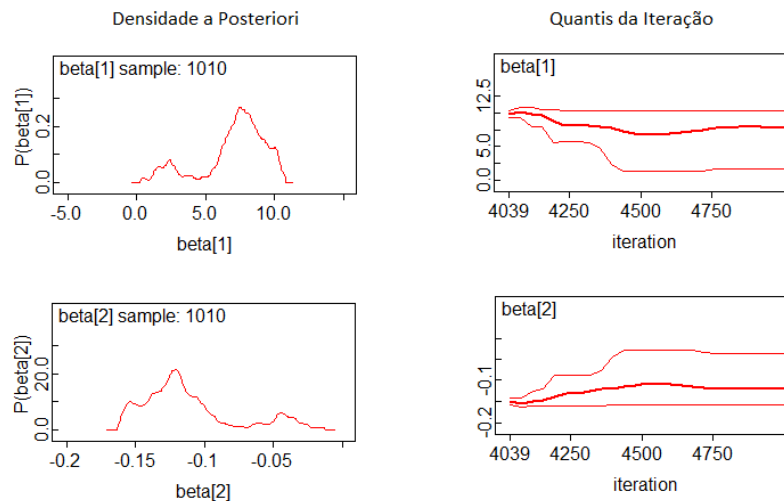 Densidade a Posteriori
Quantis da Iteração
beta[1] sample: 1010
P(beta[1])
0.2
0.0
-5.0 0.0 5.0 10.0
beta[1]
beta[1]
12.5
5.0
0.0
4039 4250 4500 4750
iteration
beta[2] sample: 1010
P(beta[2])
20.0
0.0
-0.2 -0.15 -0.1 -0.05
beta[2]
beta[2]
-0.1
-0.2
4039 4250 4500 4750
iteration